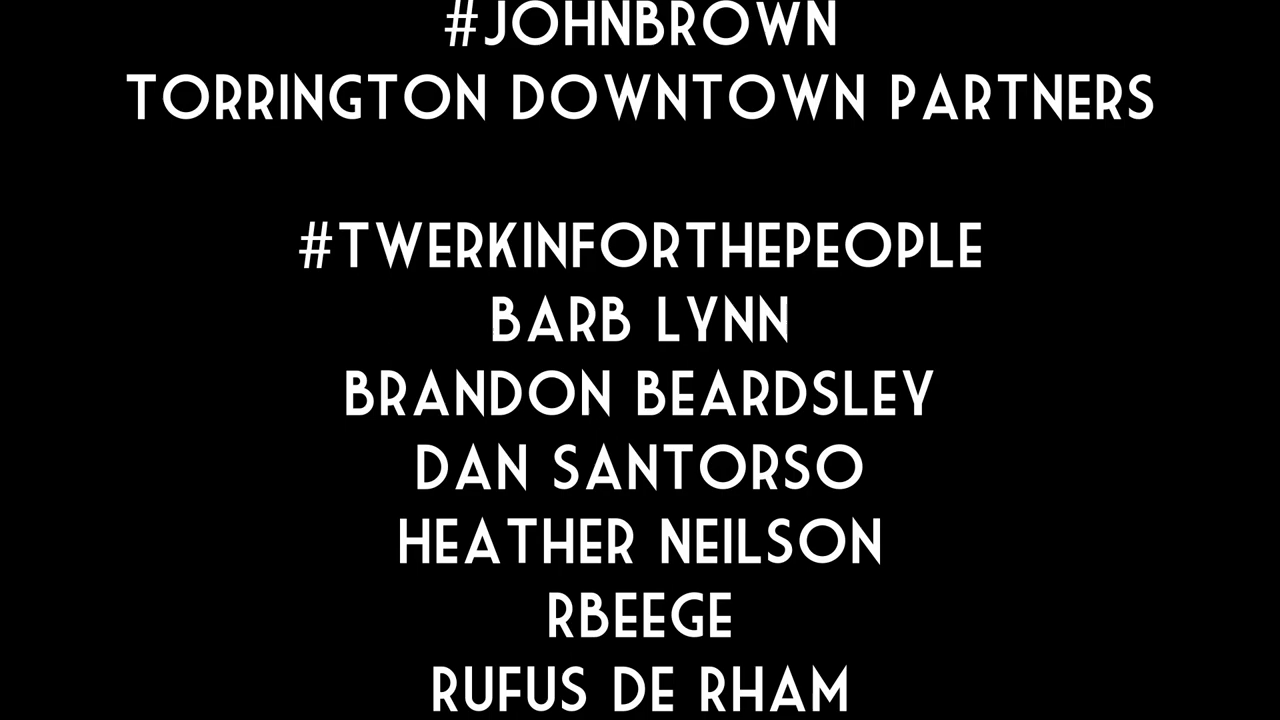 #JOHNBROWN
TORRINGTON DOWNTOWN PARTNERS
#TWERKINFORTHEPEOPLE
BARB LYNN
BRANDON BEARDSLEY
DAN SANTORSO
HEATHER NEILSON
RBEEGE
RUFUS DE RHAM